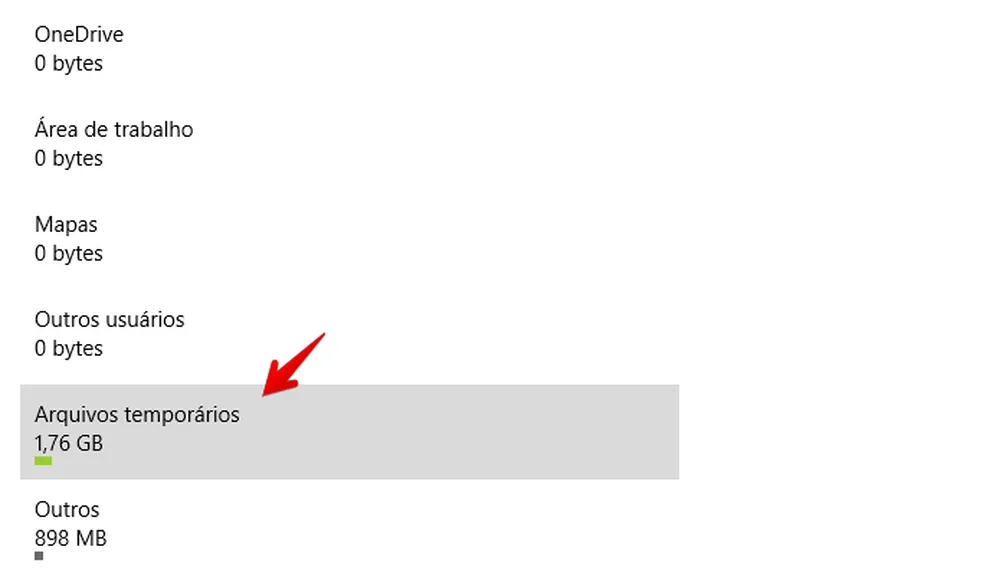 OneDrive
0 bytes
Área de trabalho
0 bytes
Mapas
0 bytes
Outros usuários
0 bytes
Arquivos temporários
1,76 GB
Outros
898 MB